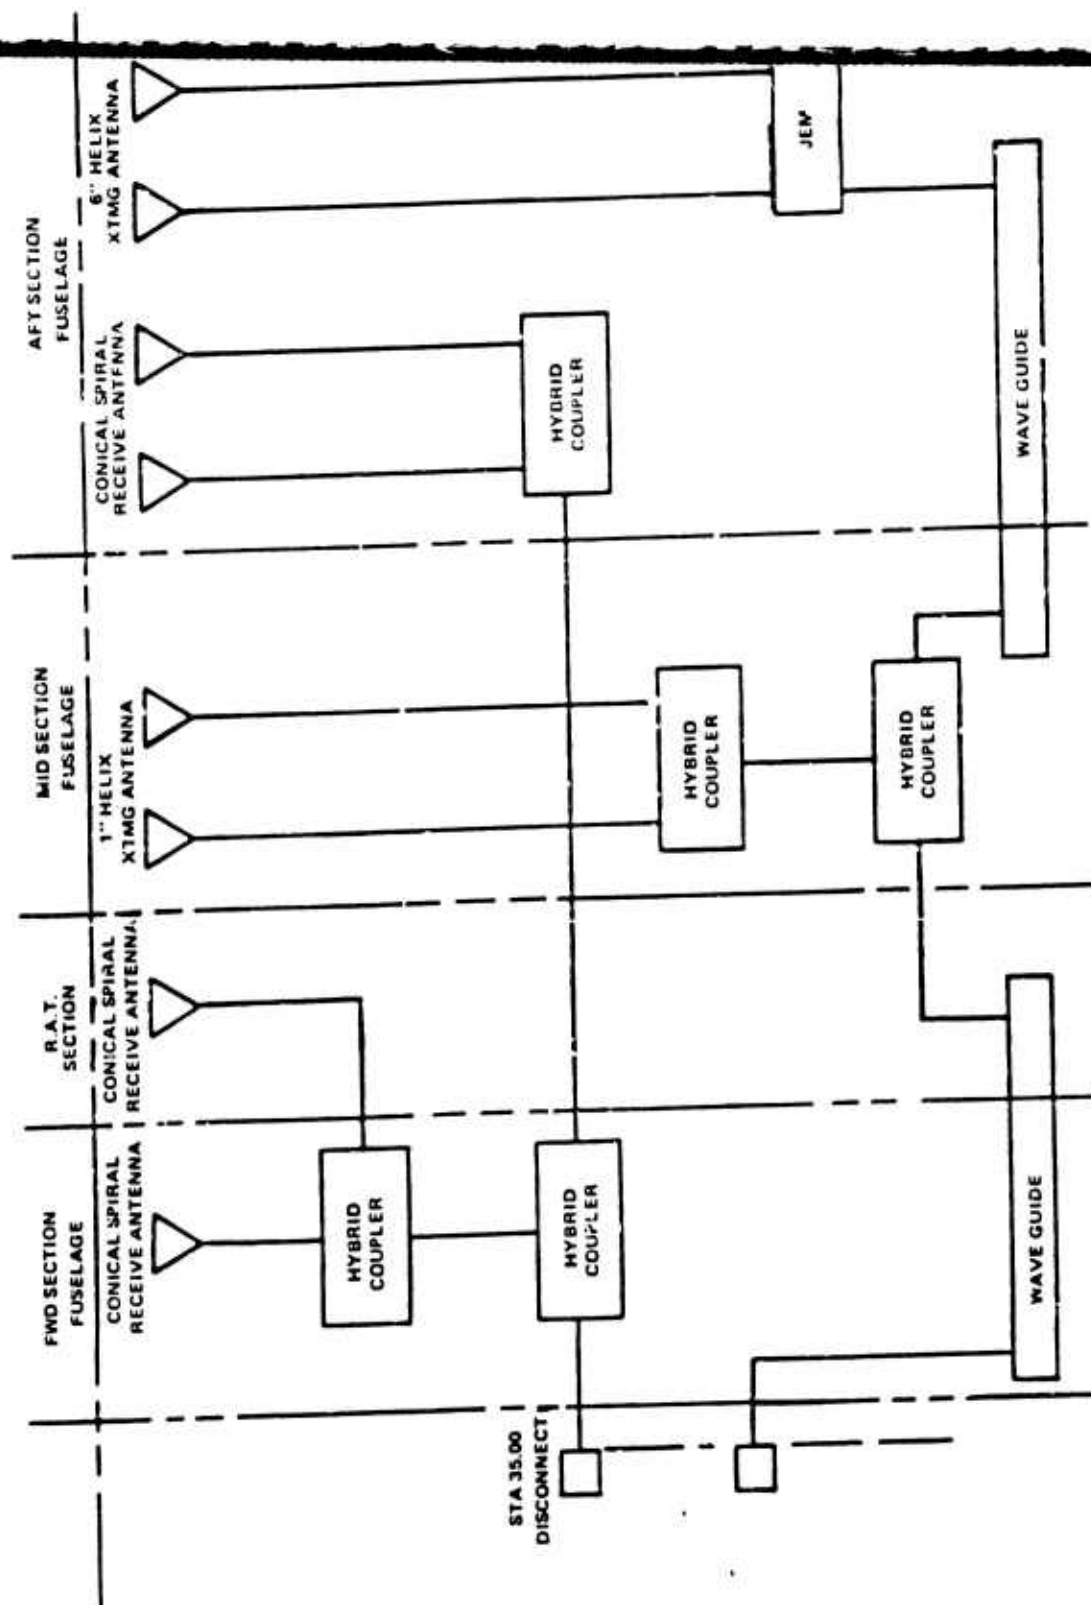 FWD SECTION
FUSELAGE
R.A.T.
SECTION
MID SECTION
FUSELAGE
AFT SECTION
FUSELAGE
CONICAL SPIRAL
RECEIVE ANTENNA
CONICAL SPIRAL
RECEIVE ANTENNA
1" HELIX
XTMG ANTENNA
CONICAL SPIRAL
RECEIVE ANTENNA
6" HELIX
XTMG ANTENNA
HYBRID
COUPLER
HYBRID
COUPLER
HYBRID
COUPLER
STA 35.00
DISCONNECT
HYBRID
COUPLER
JEM
HYBRID
COUPLER
WAVE GUIDE
WAVE GUIDE